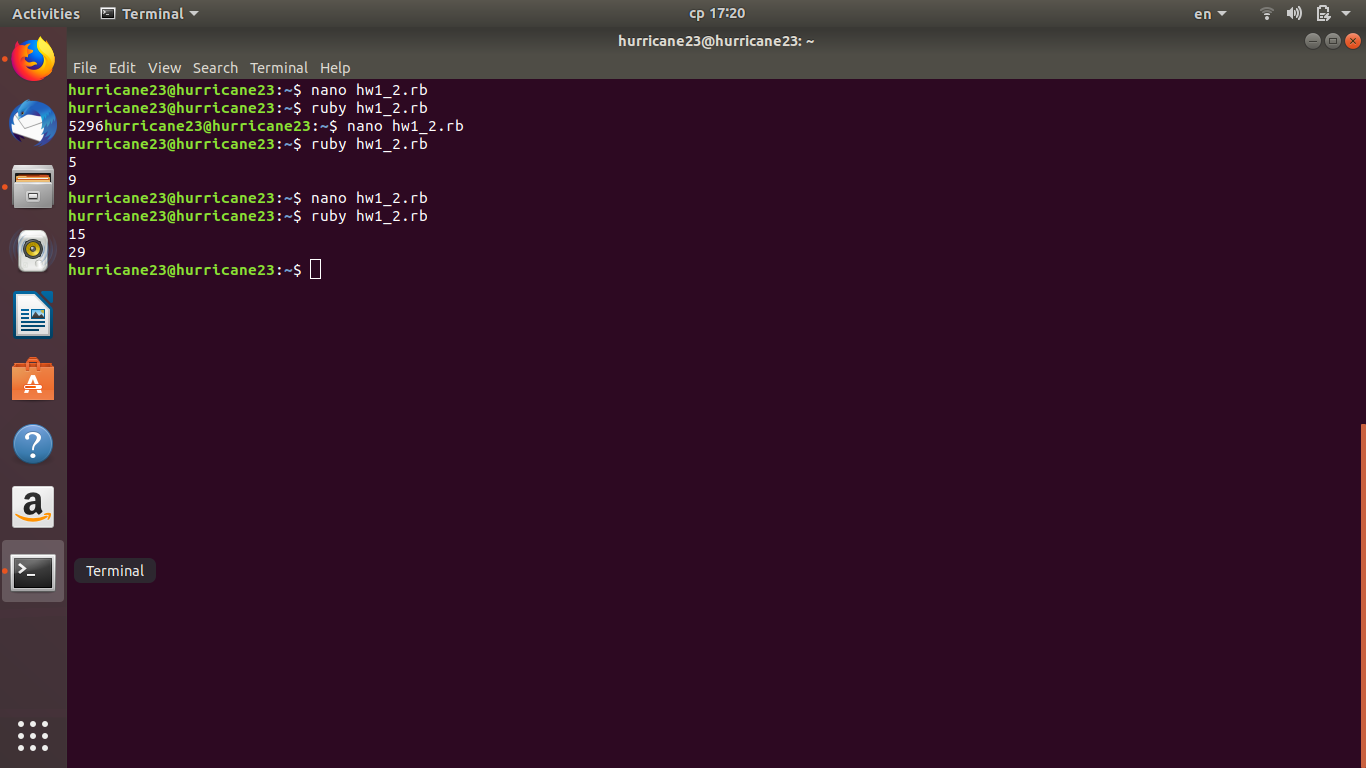 Activities Terminal ср 17:20 en
hurricane23@hurricane23: ~
File Edit View Search Terminal Help
hurricane23@hurricane23:~$ nano hw1_2.rb
hurricane23@hurricane23:~$ ruby hw1_2.rb
5296hurricane23@hurricane23:~$ nano hw1_2.rb
hurricane23@hurricane23:~$ ruby hw1_2.rb
5
9
hurricane23@hurricane23:~$ nano hw1_2.rb
hurricane23@hurricane23:~$ ruby hw1_2.rb
15
29
hurricane23@hurricane23:~$
Terminal